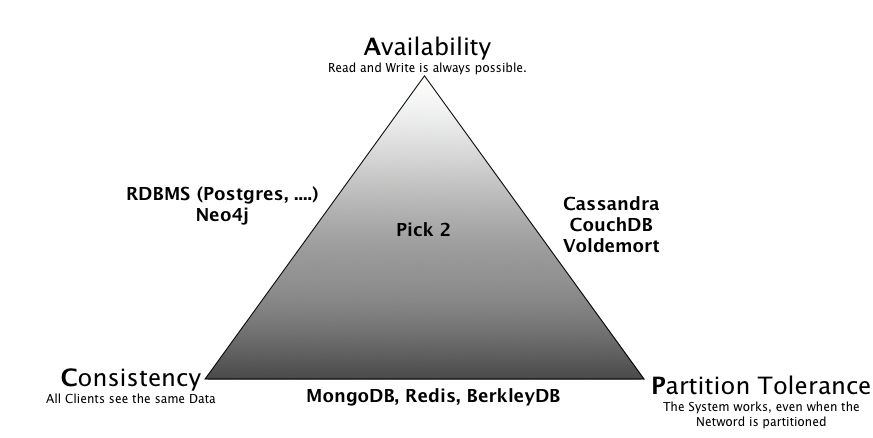 Availability
Read and Write is always possible.
RDBMS (Postgres, ....)
Neo4j
Cassandra
CouchDB
Voldemort
Pick 2
Consistency
All Clients see the same Data
MongoDB, Redis, BerkleyDB
Partition Tolerance
The System works, even when the
Netword is partitioned